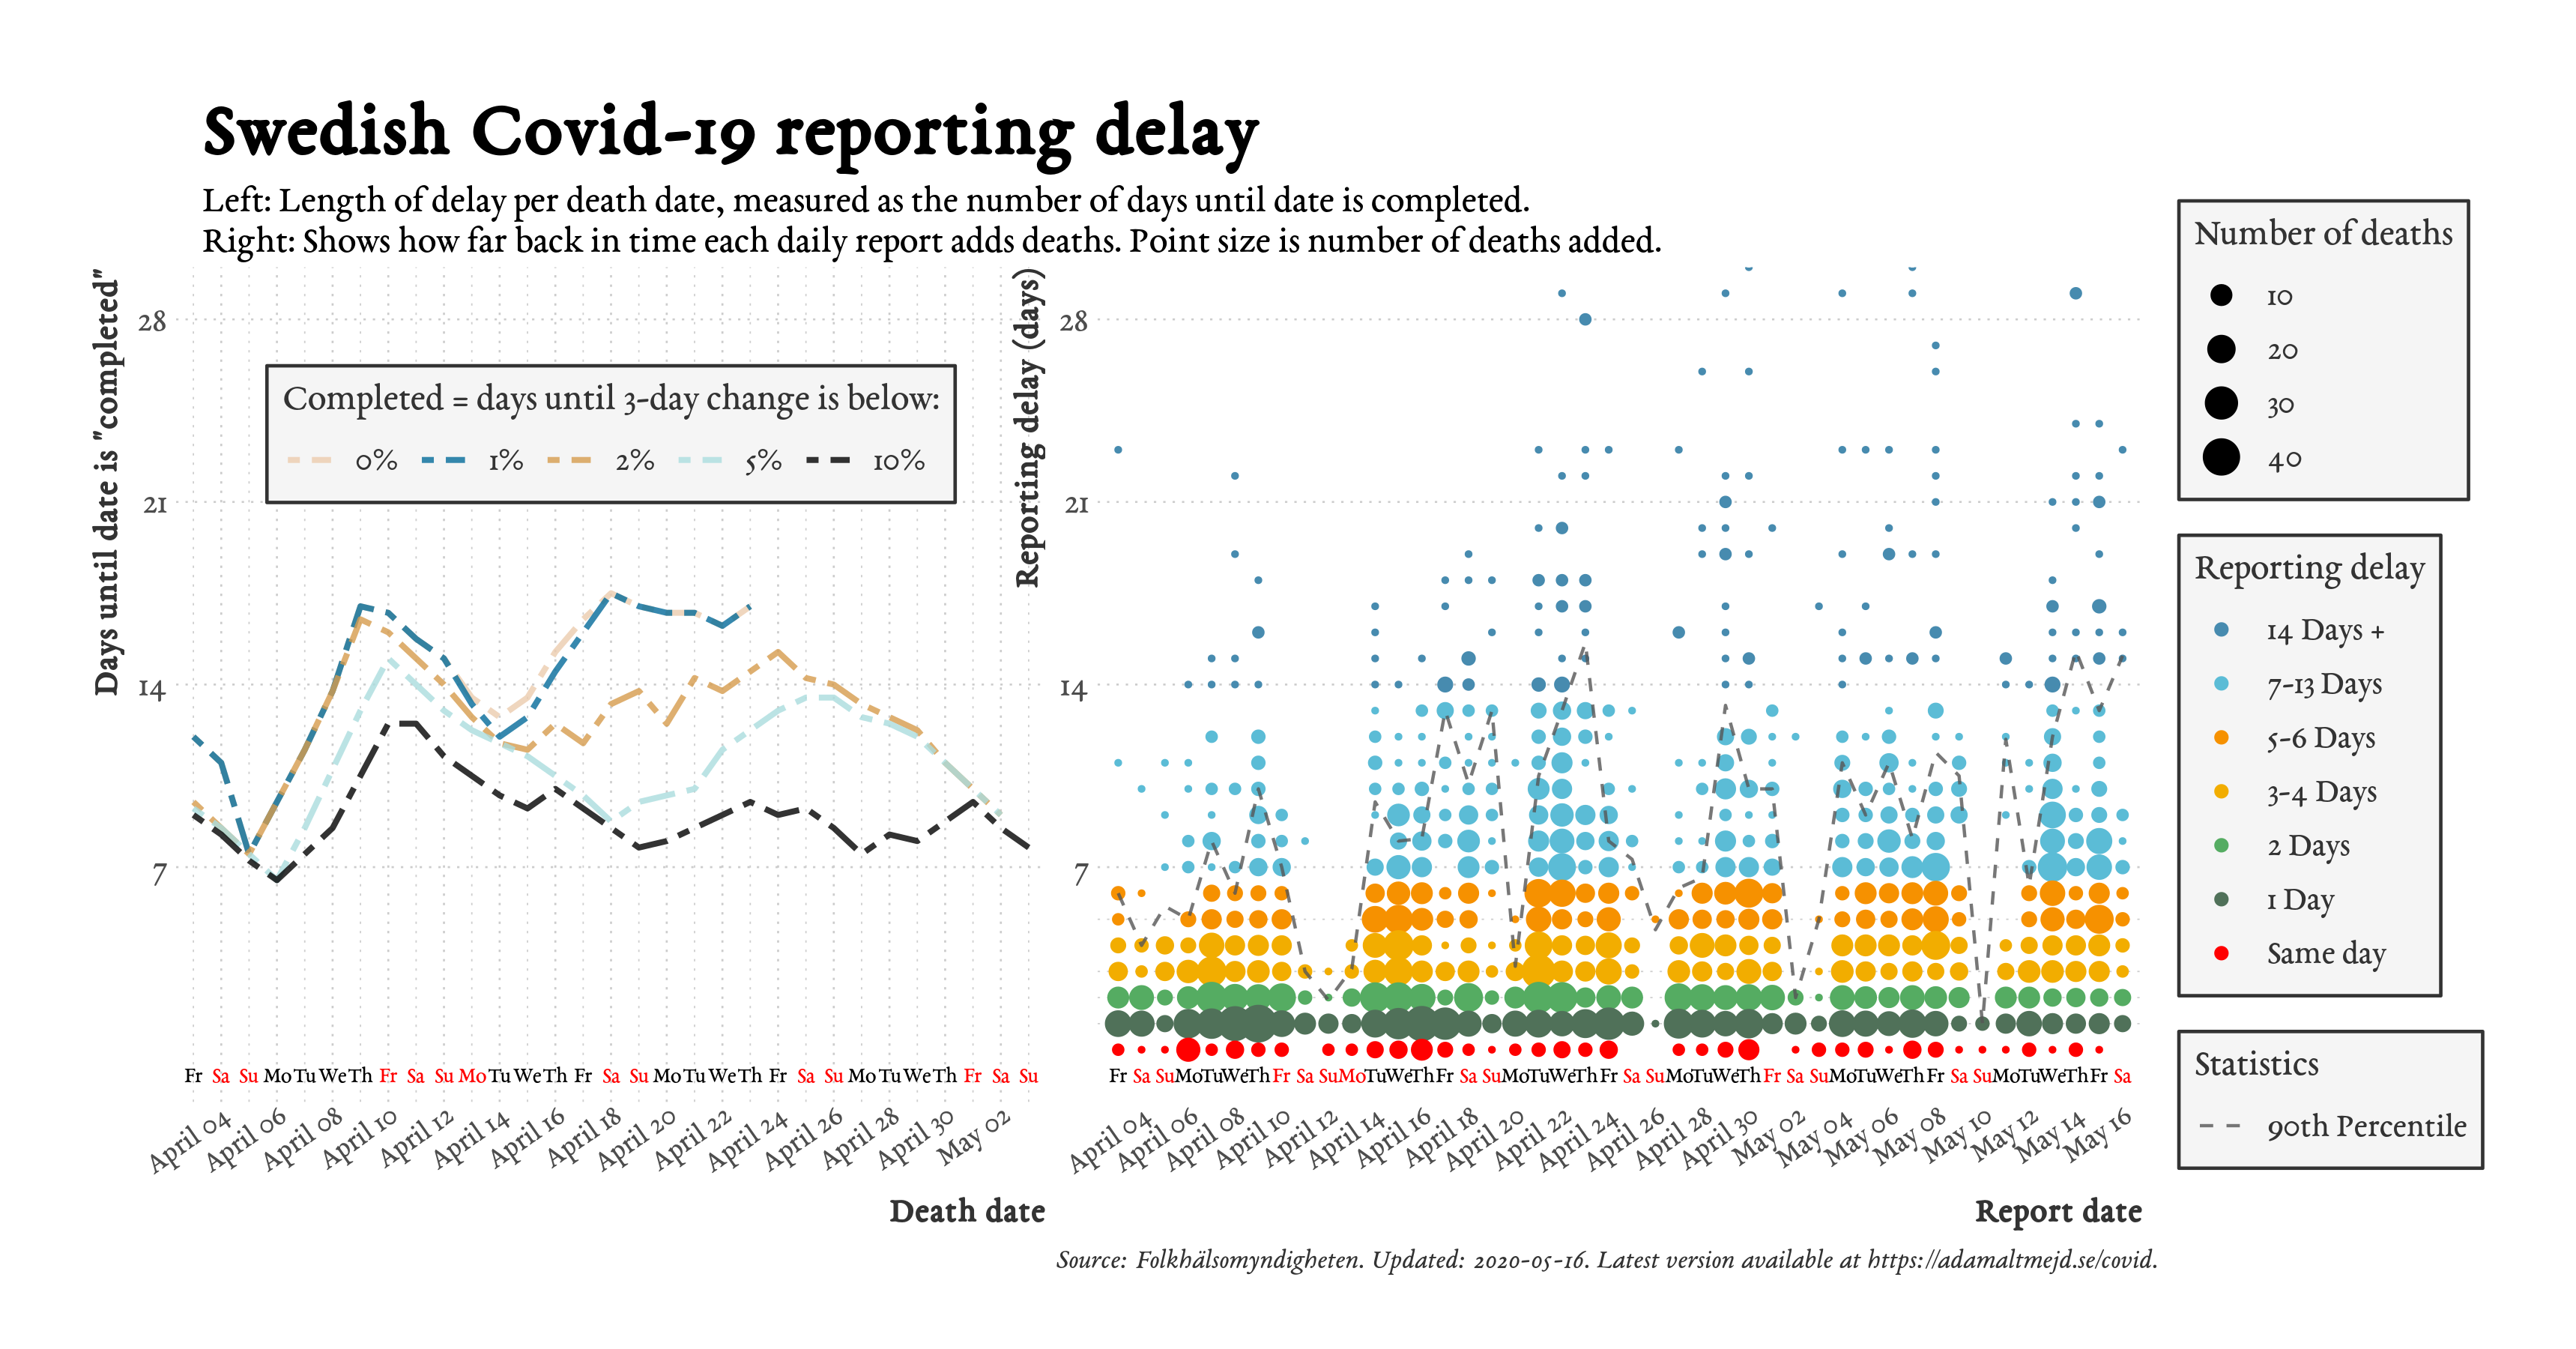 Swedish Covid-19 reporting delay
Left: Length of delay per death date, measured as the number of days until date is completed.
Right: Shows how far back in time each daily report adds deaths. Point size is number of deaths added.
Days until date is "completed"
28
21
14
7
Completed = days until 3-day change is below:
0% 1% 2% 5% 10%
Fr Sa Su Mo Tu We Th Fr Sa Su Mo Tu We Th Fr Sa Su Mo Tu We Th Fr Sa Su Mo Tu We Th Fr Sa Su
April 04 April 06 April 08 April 10 April 12 April 14 April 16 April 18 April 20 April 22 April 24 April 26 April 28 April 30 May 02
Death date
Reporting delay (days)
28
21
14
7
Fr Sa Su Mo Tu We Th Fr Sa Su Mo Tu We Th Fr Sa Su Mo Tu We Th Fr Sa Su Mo Tu We Th Fr Sa Su Mo Tu We Th Fr Sa Su Mo Tu We Th Fr Sa
April 04 April 06 April 08 April 10 April 12 April 14 April 16 April 18 April 20 April 22 April 24 April 26 April 28 April 30 May 02 May 04 May 06 May 08 May 10 May 12 May 14 May 16
Report date
Number of deaths
10
20
30
40
Reporting delay
14 Days +
7-13 Days
5-6 Days
3-4 Days
2 Days
1 Day
Same day
Statistics
90th Percentile
Source: Folkhälsomyndigheten. Updated: 2020-05-16. Latest version available at https://adamaltmejd.se/covid.